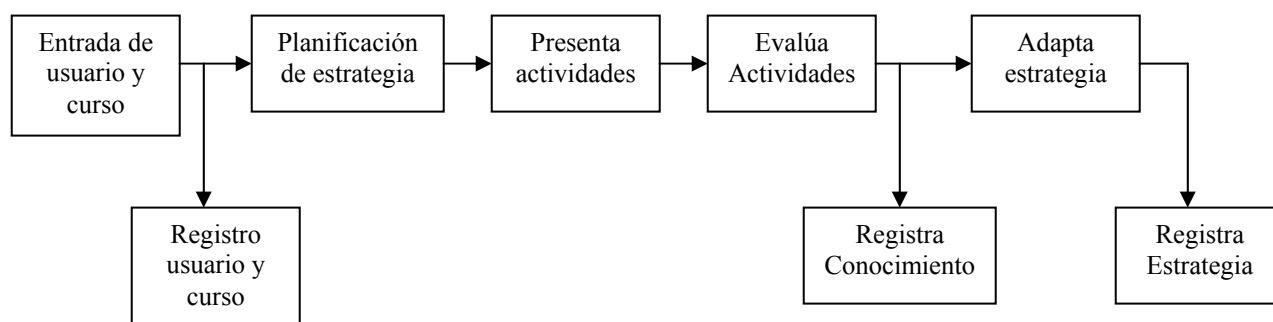 Entrada de
usuario y
curso
Planificación
de estrategia
Presenta
actividades
Evalúa
Actividades
Adapta
estrategia
Registro
usuario y
curso
Registra
Conocimiento
Registra
Estrategia